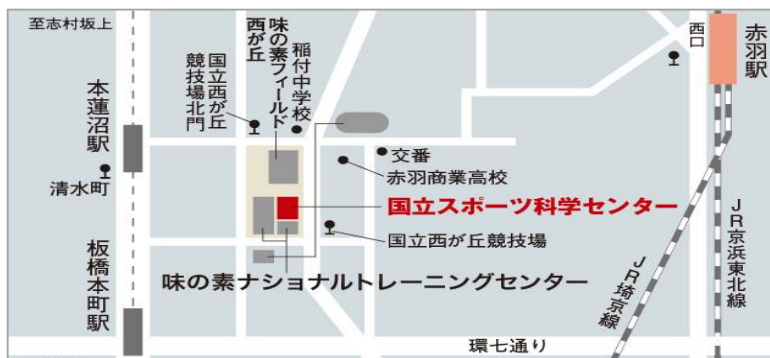 至志村坂上
本蓮沼駅
清水町
板橋本町駅
国立西が丘
競技場北門
味の素フィールド
西が丘
稲付中学校
交番
赤羽商業高校
国立スポーツ科学センター
国立西が丘競技場
味の素ナショナルトレーニングセンター
西口
赤羽駅
JR埼京線
JR京浜東北線
環七通り